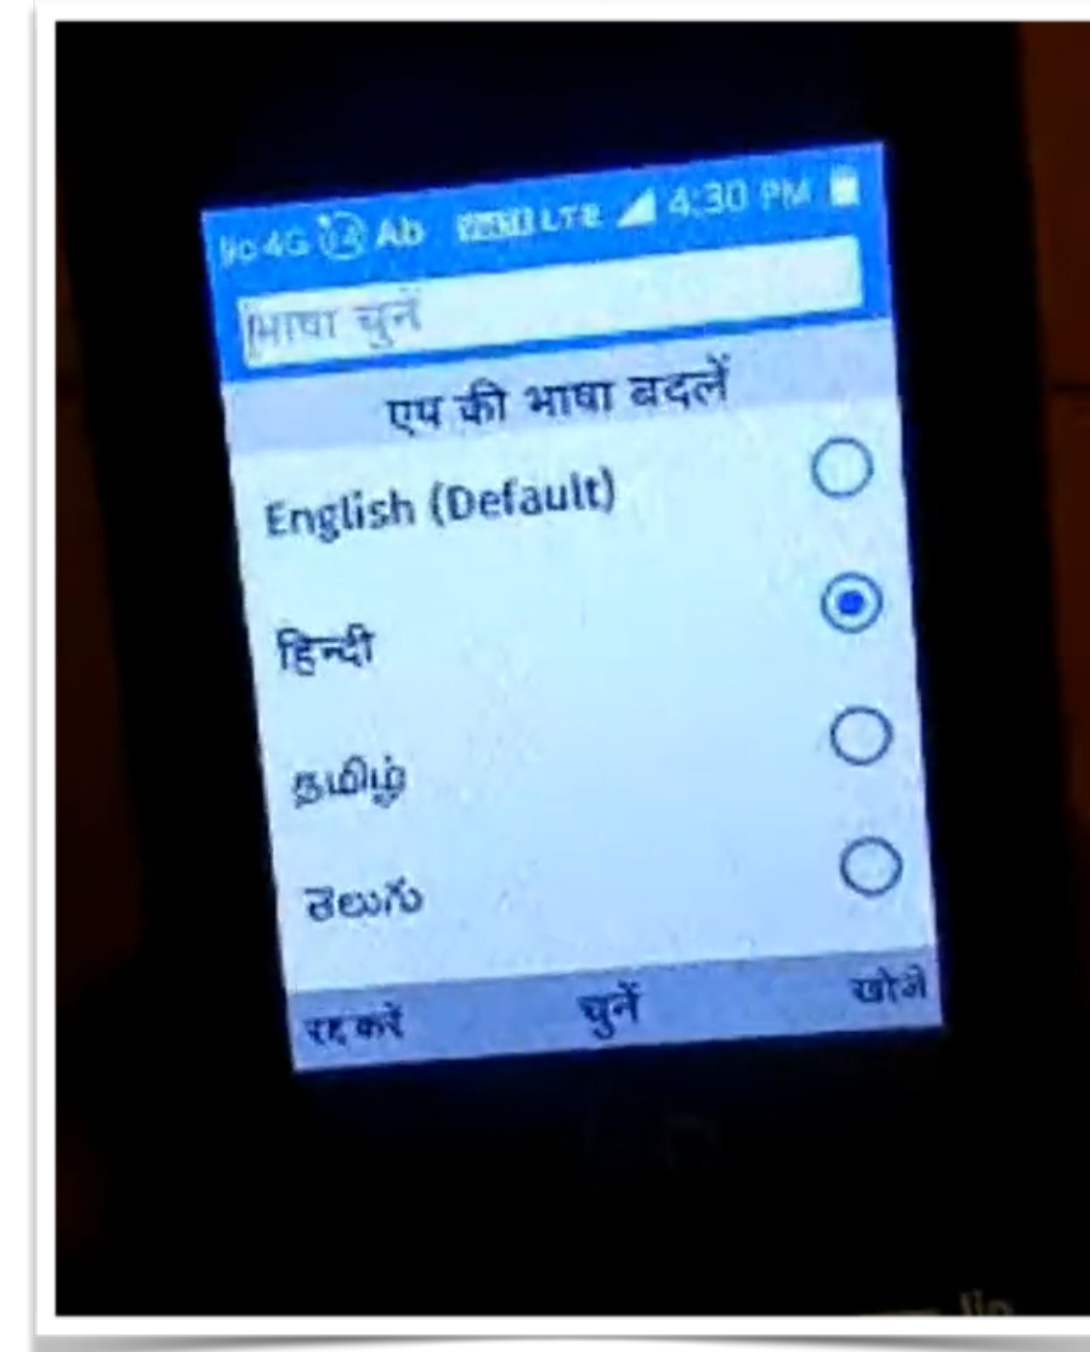 4G Ab LTE 4:30 PM
भाषा चुनें
एप की भाषा बदलें
English (Default)
हिन्दी
தமிழ்
తెలుగు
रद्द करें चुनें खोजें
Jio